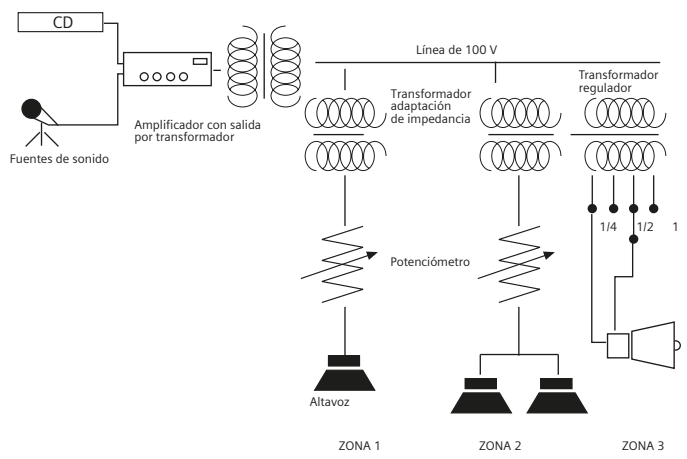 CD
Línea de 100 V
Transformador
regulador
Transformador
adaptación
de impedancia
Amplificador con salida
por transformador
Fuentes de sonido
1/4
1/2
1
Potenciómetro
Altavoz
ZONA 1
ZONA 2
ZONA 3